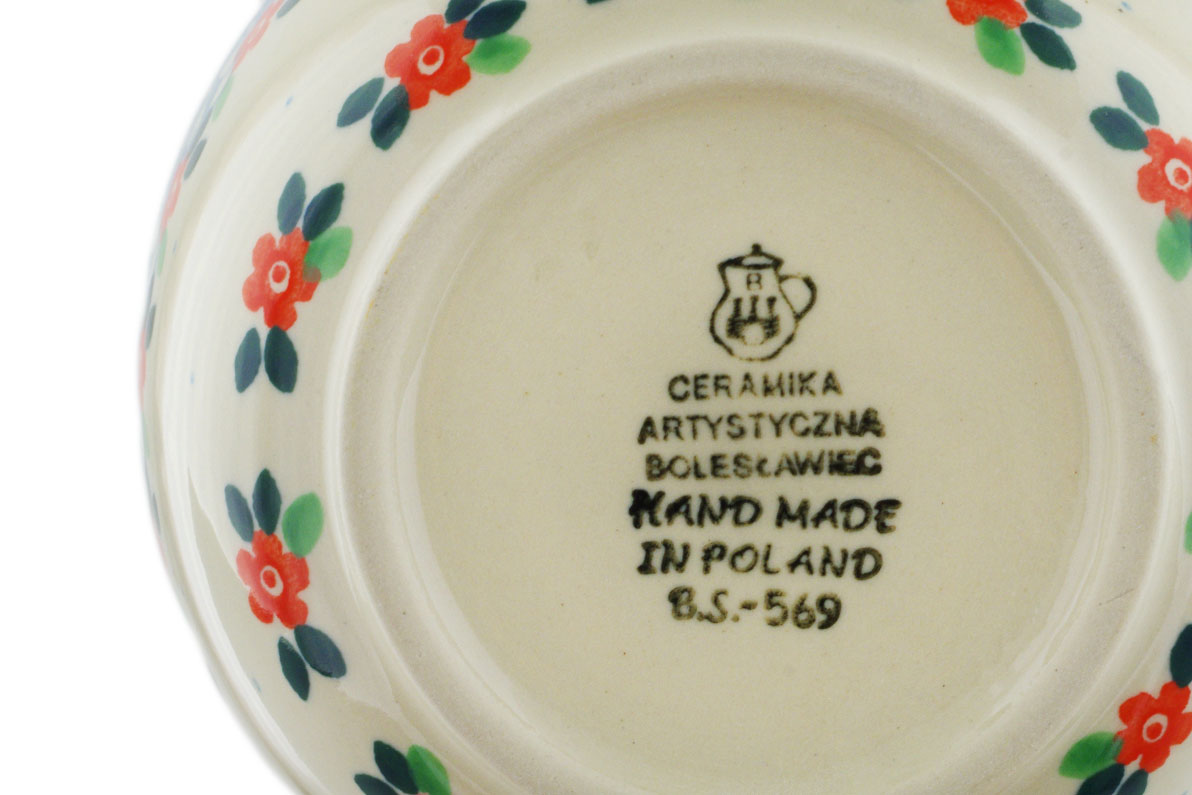 R
CERAMIKA
ARTYSTYCZNA
BOLESŁAWIEC
HAND MADE
IN POLAND
B.S.-569